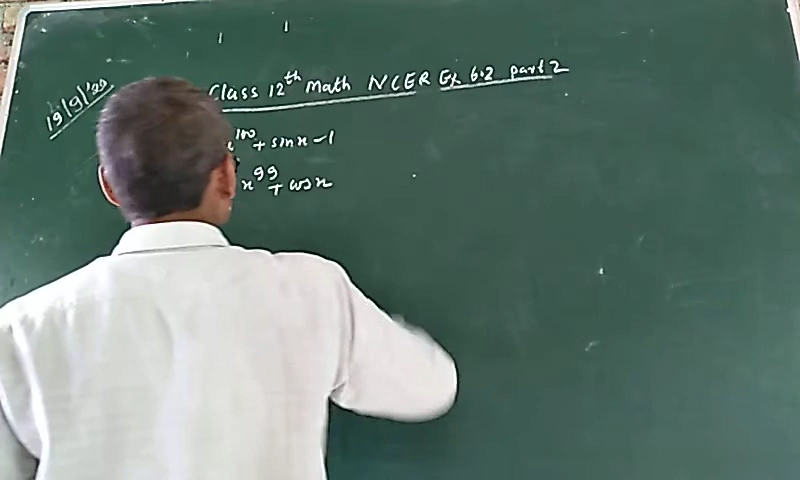 19/9/20
Class 12th Math NCER Ex 6.2 part 2
x^100 + sin x - 1
x^99 + cos x